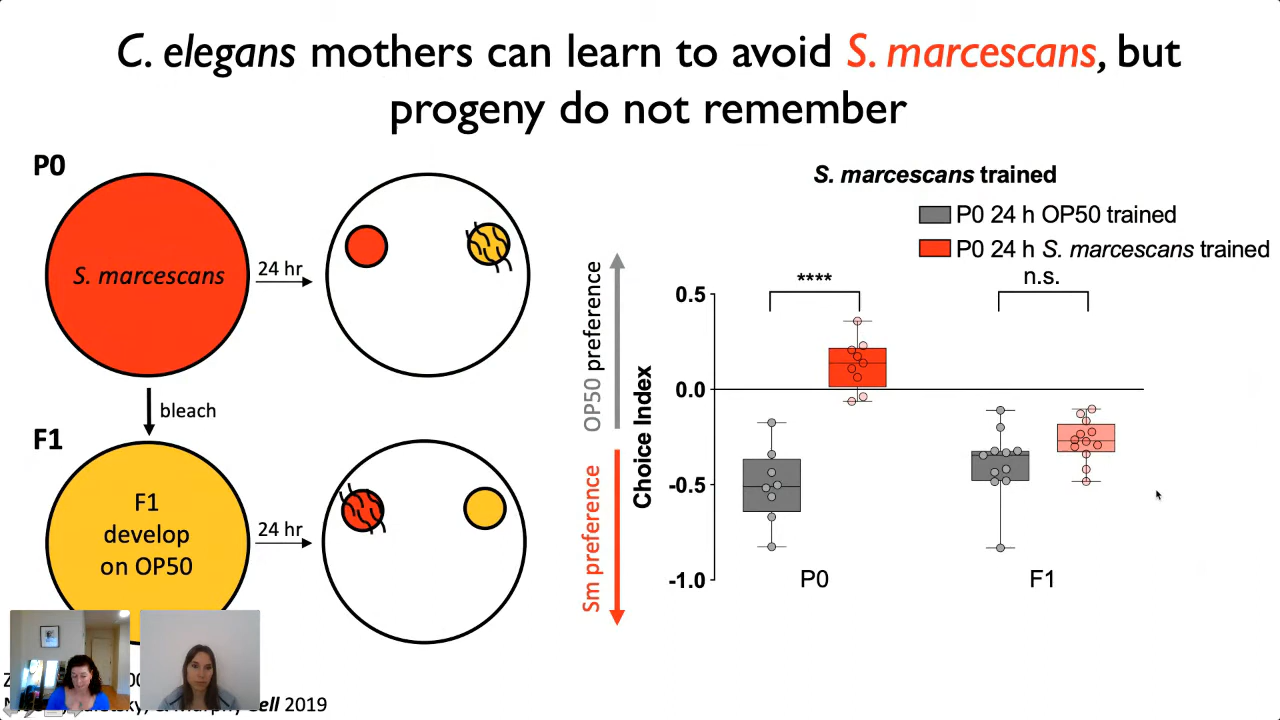 C. elegans mothers can learn to avoid S. marcescans, but
progeny do not remember
P0
S. marcescans
24 hr
bleach
F1
F1
develop
on OP50
24 hr
OP50 preference
Sm preference
S. marcescans trained
P0 24 h OP50 trained
P0 24 h S. marcescans trained
****
n.s.
Choice Index
0.5
0.0
-0.5
-1.0
P0
F1
Cell 2019